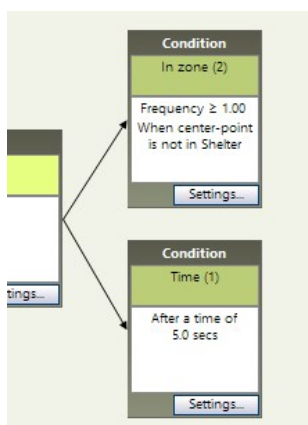 Condition
In zone (2)
Frequency ≥ 1.00
When center-point
is not in Shelter
Settings...
tings...
Condition
Time (1)
After a time of
5.0 secs
Settings...